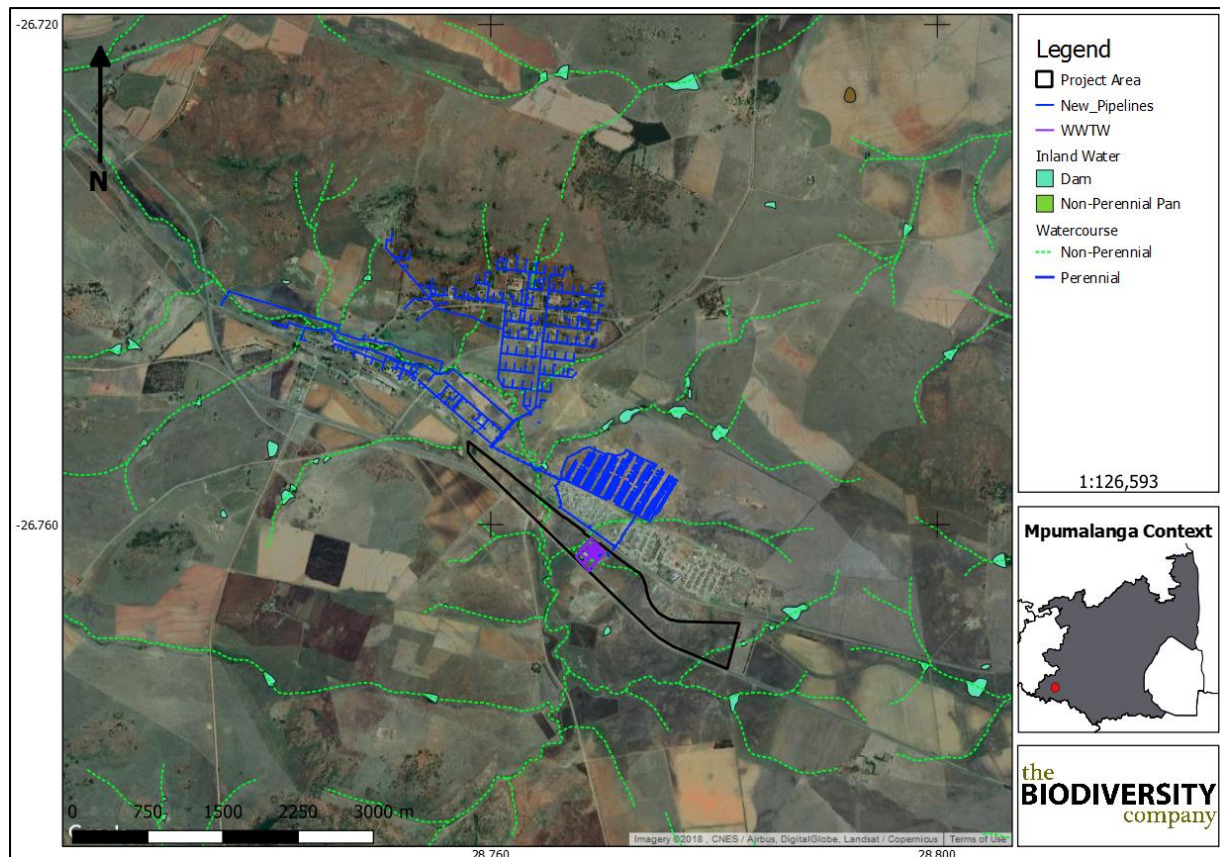 -26.720
N
-26.760
0 750 1500 2250 3000 m
Imagery ©2018 , CNES / Airbus, DigitalGlobe, Landsat / Copernicus
Terms of Use
28.760
28.800
Legend
Project Area
New_Pipelines
WWTW
Inland Water
Dam
Non-Perennial Pan
Watercourse
Non-Perennial
Perennial
1:126,593
Mpumalanga Context
the
BIODIVERSITY
company